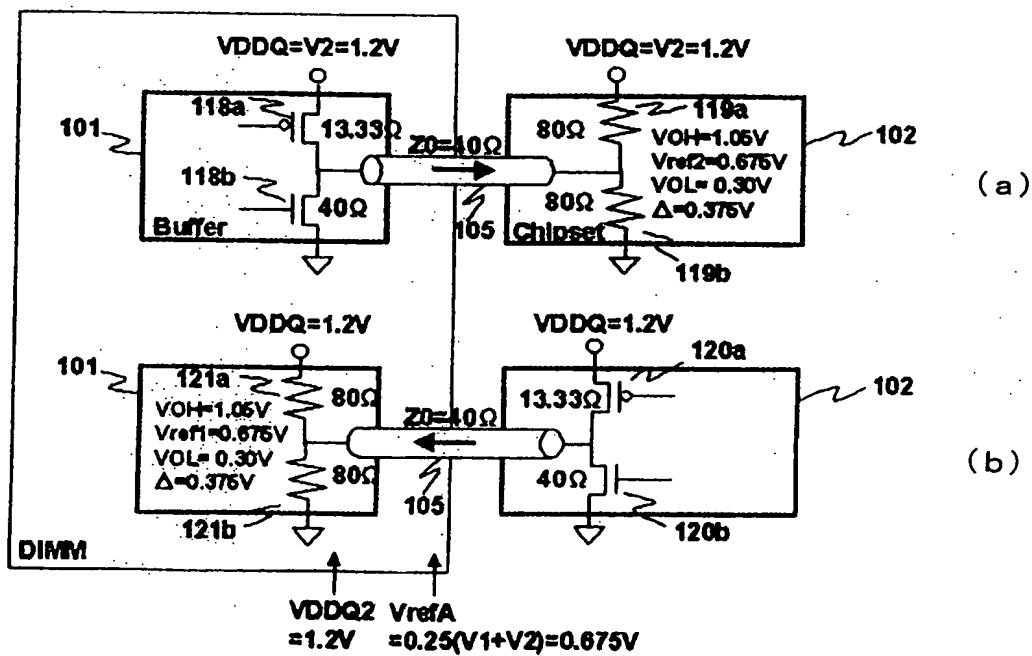 VDDQ=V2=1.2V
VDDQ=V2=1.2V
118a
119a
101
13.33Ω
80Ω
VOH=1.05V
102
Z0=40Ω
Vref2=0.675V
118b
VOL= 0.30V
(a)
40Ω
80Ω
Δ=0.375V
Buffer
105
Chipset
119b
VDDQ=1.2V
VDDQ=1.2V
120a
101
121a
102
80Ω
13.33Ω
VOH=1.05V
Z0=40Ω
Vref1=0.675V
VOL= 0.30V
80Ω
40Ω
(b)
Δ=0.375V
105
121b
120b
DIMM
VDDQ2
=1.2V
VrefA
=0.25(V1+V2)=0.675V